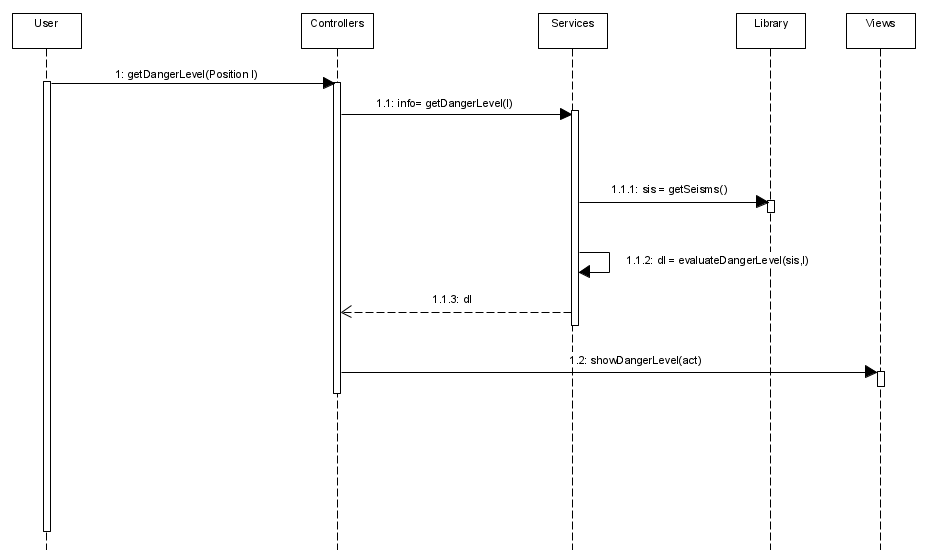 User
Controllers
Services
Library
Views
1: getDangerLevel(Position l)
1.1: info= getDangerLevel(l)
1.1.1: sis = getSeisms()
1.1.2: dl = evaluateDangerLevel(sis,l)
1.1.3: dl
1.2: showDangerLevel(act)